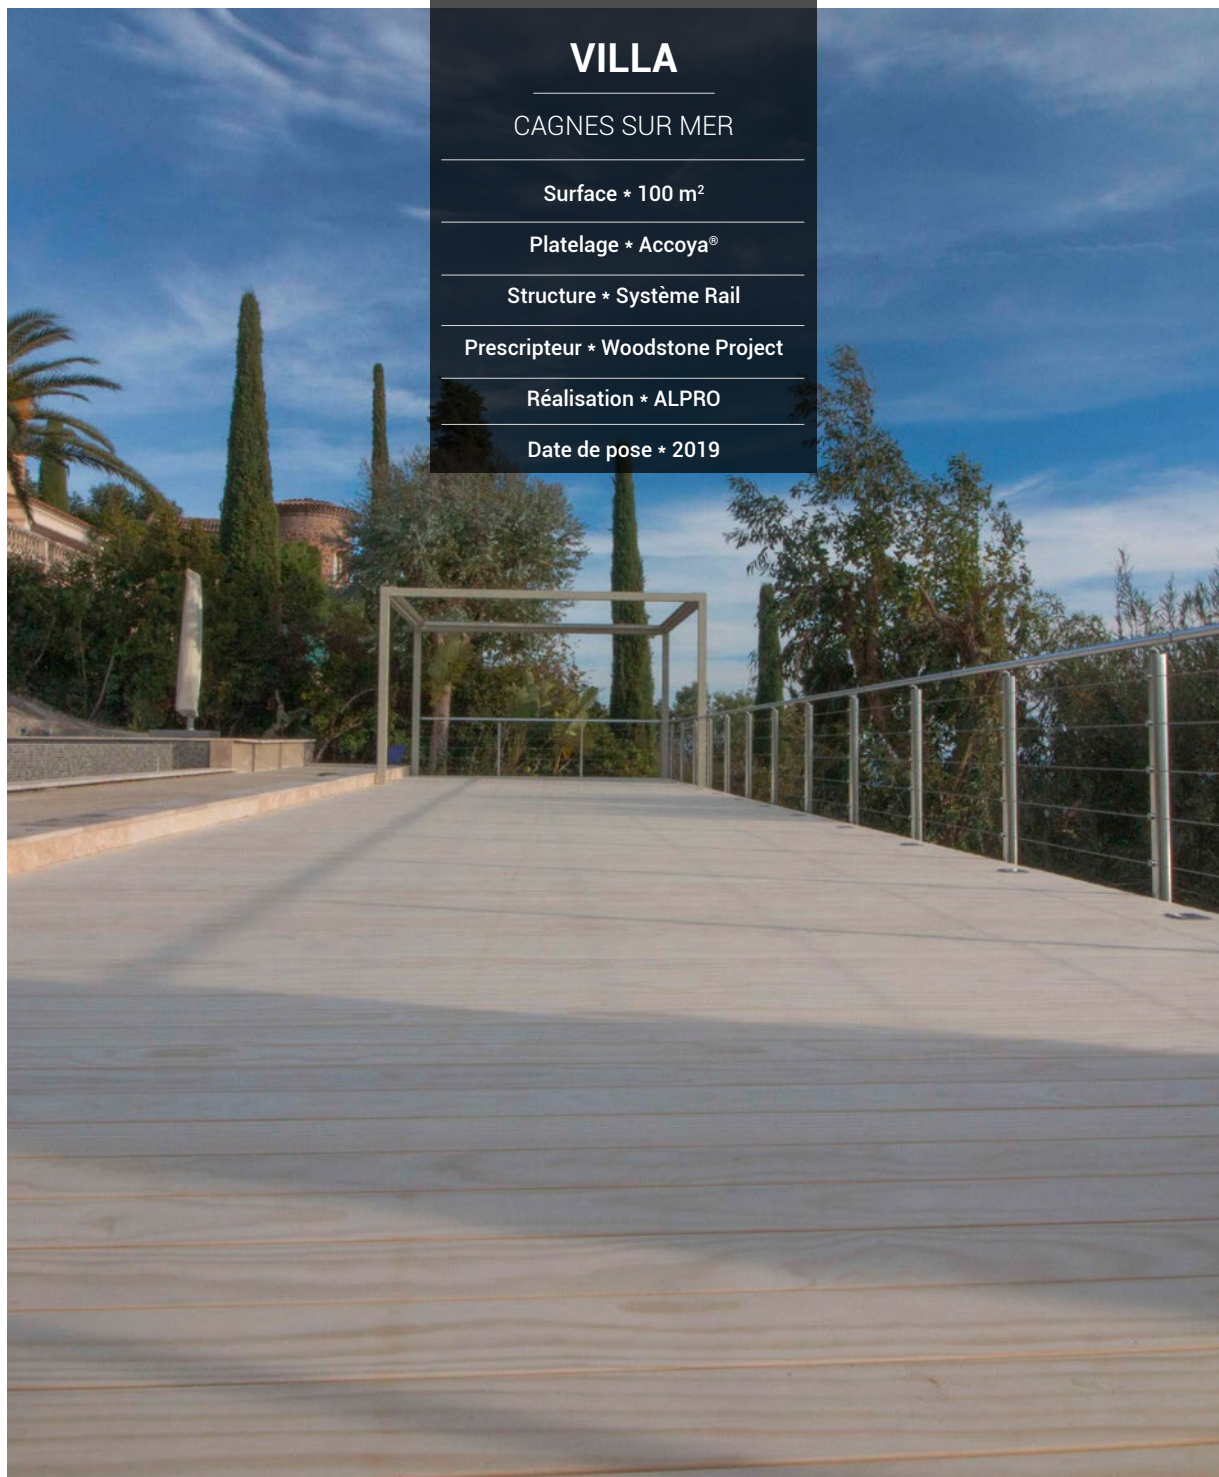 VILLA
CAGNES SUR MER
Surface * 100 m²
Platelage * Accoya®
Structure * Système Rail
Prescripteur * Woodstone Project
Réalisation * ALPRO
Date de pose * 2019